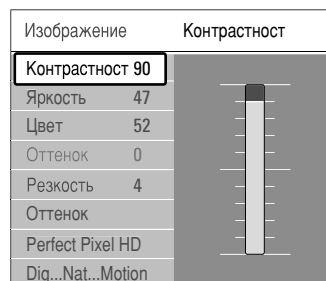 Изображение Контрастност
Контрастност 90
Яркость 47
Цвет 52
Оттенок 0
Резкость 4
Оттенок
Perfect Pixel HD
Dig...Nat...Motion